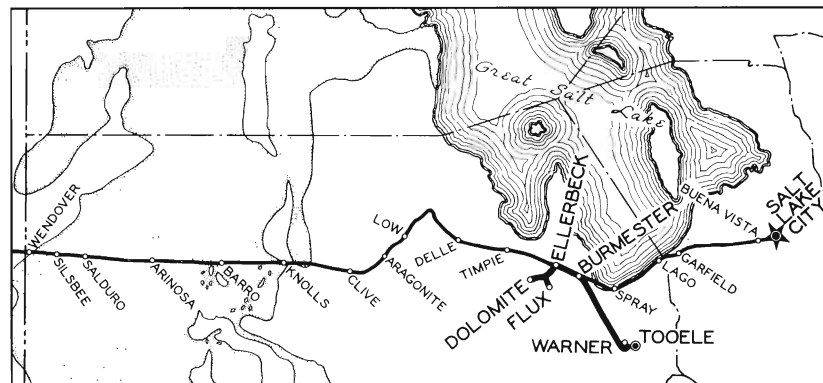 Great Salt Lake
WENDOVER
SILSBEE
SALDURO
ARINOSA
BARRO
KNOLLS
CLIVE
ARAGONITE
LOW
DELLE
TIMPIE
ELLERBECK
DOLOMITE
FLUX
BURMESTER
SPRAY
WARNER
TOOELE
LAGO
GARFIELD
BUENA VISTA
SALT
LAKE
CITY